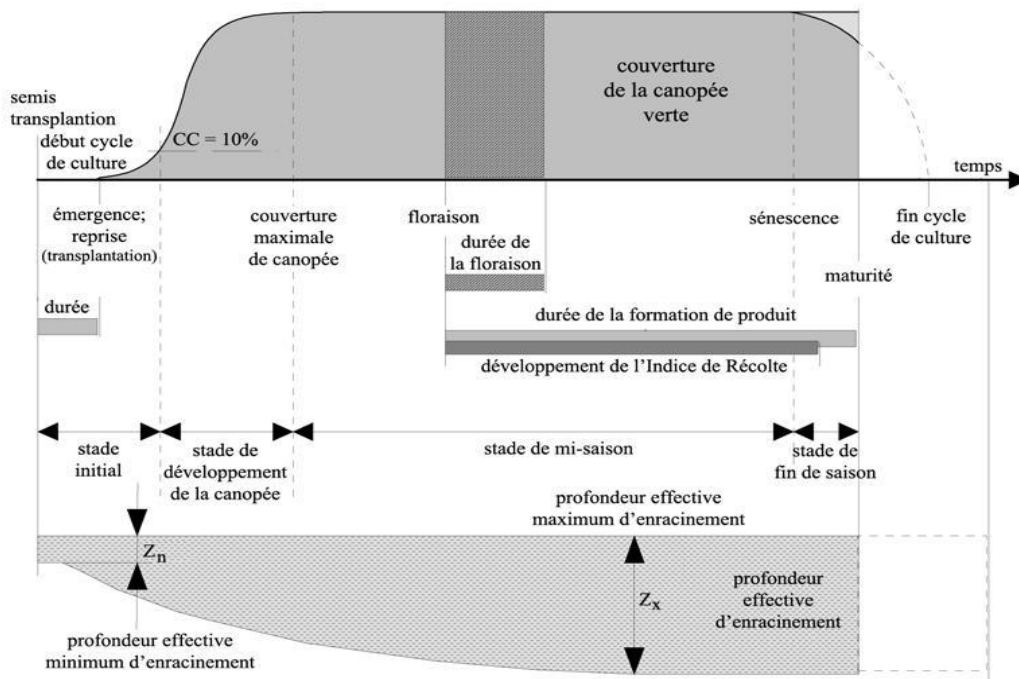 couverture
de la canopée
verte
semis
transplantion
début cycle
de culture
CC = 10%
temps
émergence;
reprise
(transplantation)
couverture
maximale
de canopée
floraison
sénescence
fin cycle
de culture
durée de
la floraison
maturité
durée
durée de la formation de produit
développement de l'Indice de Récolte
stade
initial
stade de
développement
de la canopée
stade de mi-saison
stade de
fin de saison
profondeur effective
maximum d'enracinement
Zn
Zx
profondeur
effective
d'enracinement
profondeur effective
minimum d'enracinement